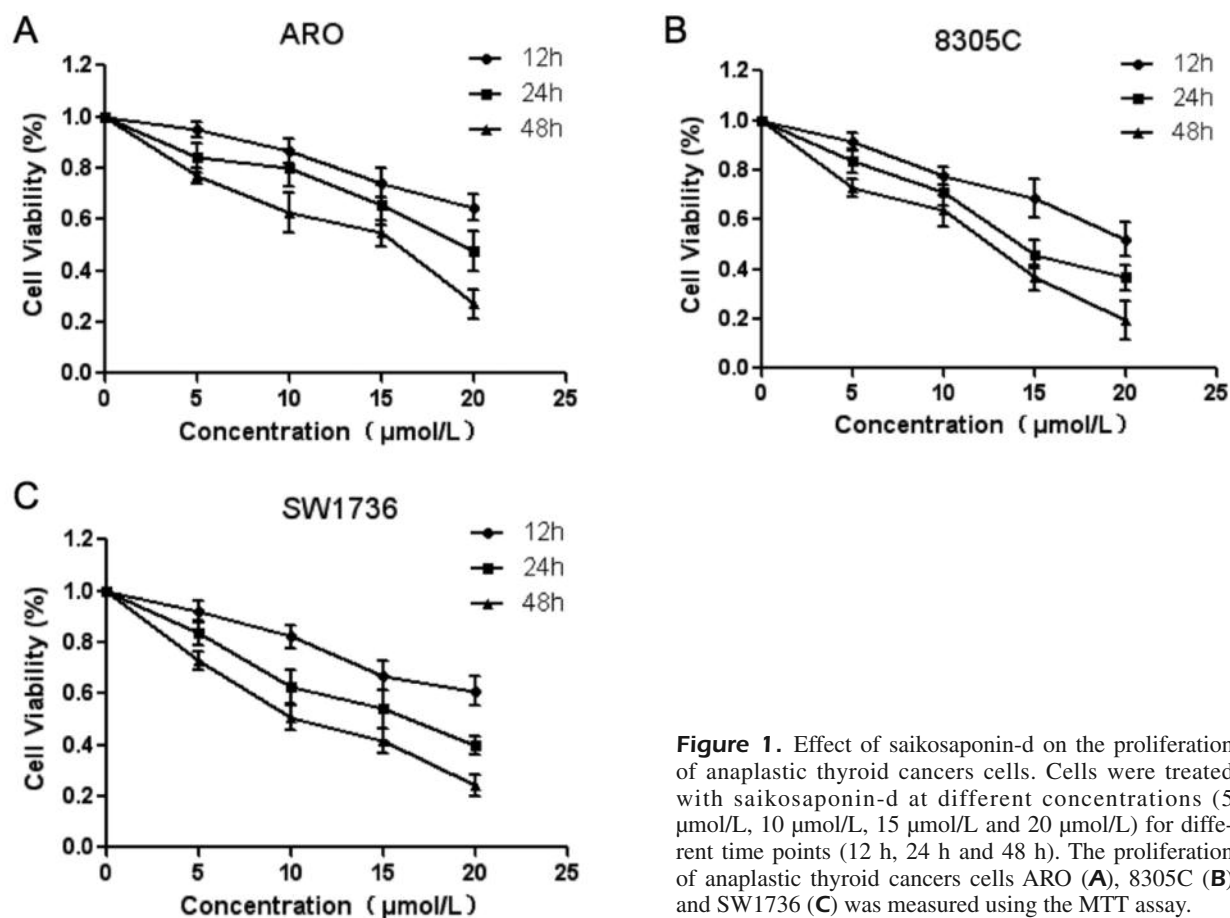 A
ARO
12h
24h
48h
1.2
1.0
0.8
0.6
0.4
0.2
0.0
Cell Viability (%)
0 5 10 15 20 25
Concentration ( μmol/L)
B
8305C
12h
24h
48h
1.2
1.0
0.8
0.6
0.4
0.2
0.0
Cell Viability (%)
0 5 10 15 20 25
Concentration ( μmol/L)
C
SW1736
12h
24h
48h
1.2
1.0
0.8
0.6
0.4
0.2
0.0
Cell Viability (%)
0 5 10 15 20 25
Concentration ( μmol/L)
Figure 1. Effect of saikosaponin-d on the proliferation
of anaplastic thyroid cancers cells. Cells were treated
with saikosaponin-d at different concentrations (5
μmol/L, 10 μmol/L, 15 μmol/L and 20 μmol/L) for diffe-
rent time points (12 h, 24 h and 48 h). The proliferation
of anaplastic thyroid cancers cells ARO (A), 8305C (B)
and SW1736 (C) was measured using the MTT assay.